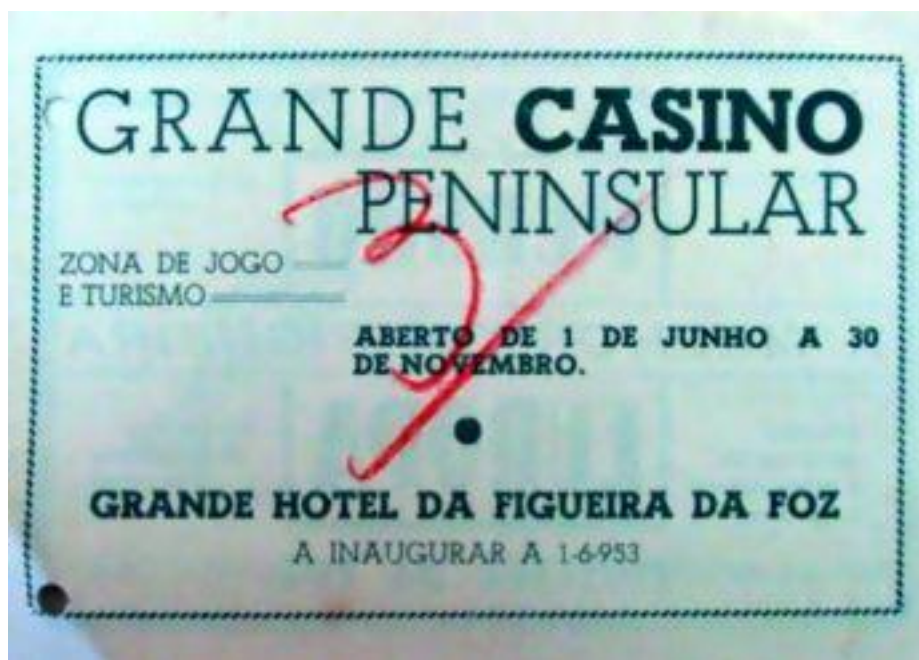 GRANDE CASINO
PENINSULAR
ZONA DE JOGO
E TURISMO
ABERTO DE 1 DE JUNHO A 30
DE NOVEMBRO.
GRANDE HOTEL DA FIGUEIRA DA FOZ
A INAUGURAR A 1-6-953